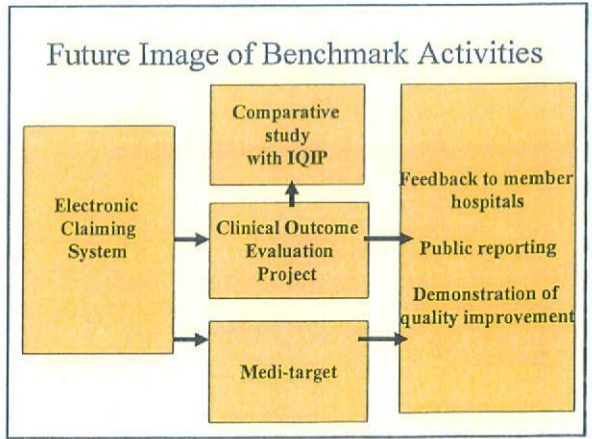 Future Image of Benchmark Activities
Comparative
study
with IQIP
Electronic
Claiming
System
Clinical Outcome
Evaluation
Project
Medi-target
Feedback to member
hospitals
Public reporting
Demonstration of
quality improvement